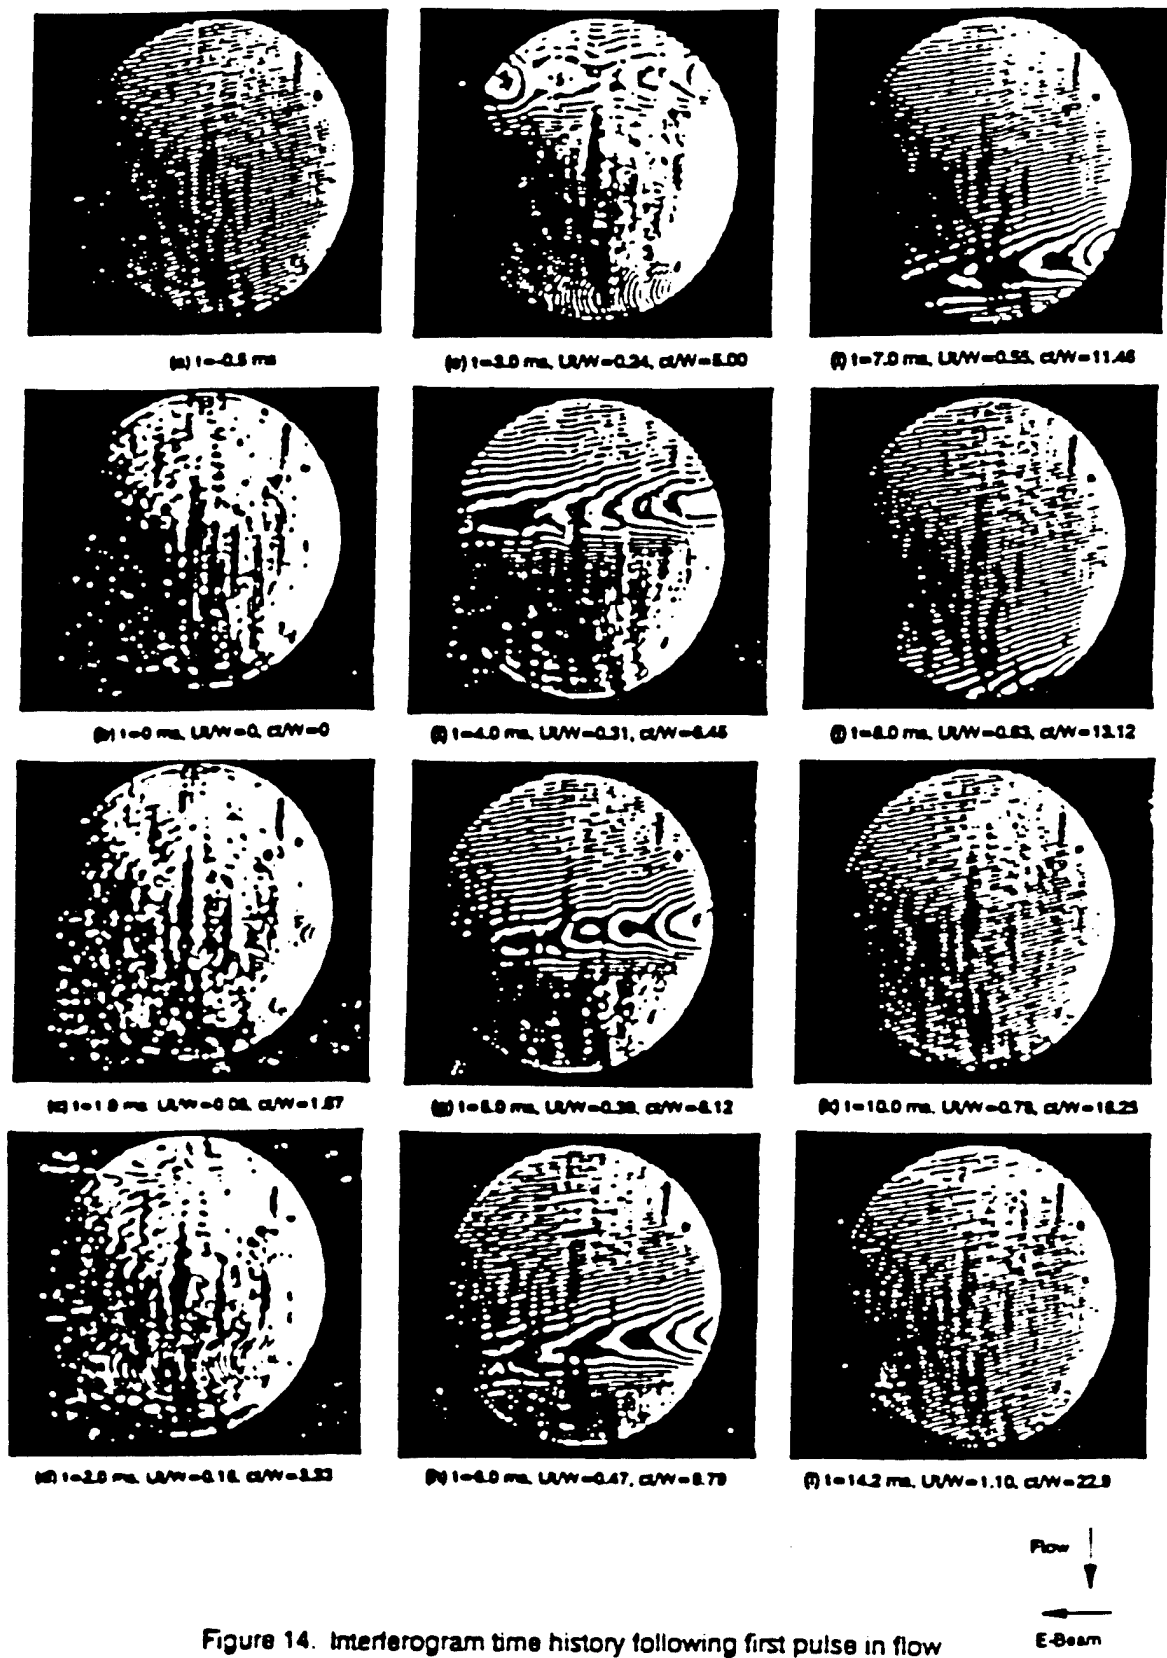 (a) t=-0.5 ms
(e) t=3.0 ms, Ut/W=0.24, ct/W=5.00
(i) t=7.0 ms, Ut/W=0.55, ct/W=11.46
(b) t=0 ms, Ut/W=0, ct/W=0
(f) t=4.0 ms, Ut/W=0.31, ct/W=6.45
(j) t=8.0 ms, Ut/W=0.63, ct/W=13.12
(c) t=1.0 ms Ut/W=0.08, ct/W=1.67
(g) t=5.0 ms, Ut/W=0.39, ct/W=8.12
(k) t=10.0 ms, Ut/W=0.78, ct/W=16.25
(d) t=2.0 ms, Ut/W=0.16, ct/W=3.33
(h) t=6.0 ms, Ut/W=0.47, ct/W=9.79
(l) t=14.2 ms, Ut/W=1.10, ct/W=22.9
Flow
E-Beam
Figure 14. Interferogram time history following first pulse in flow